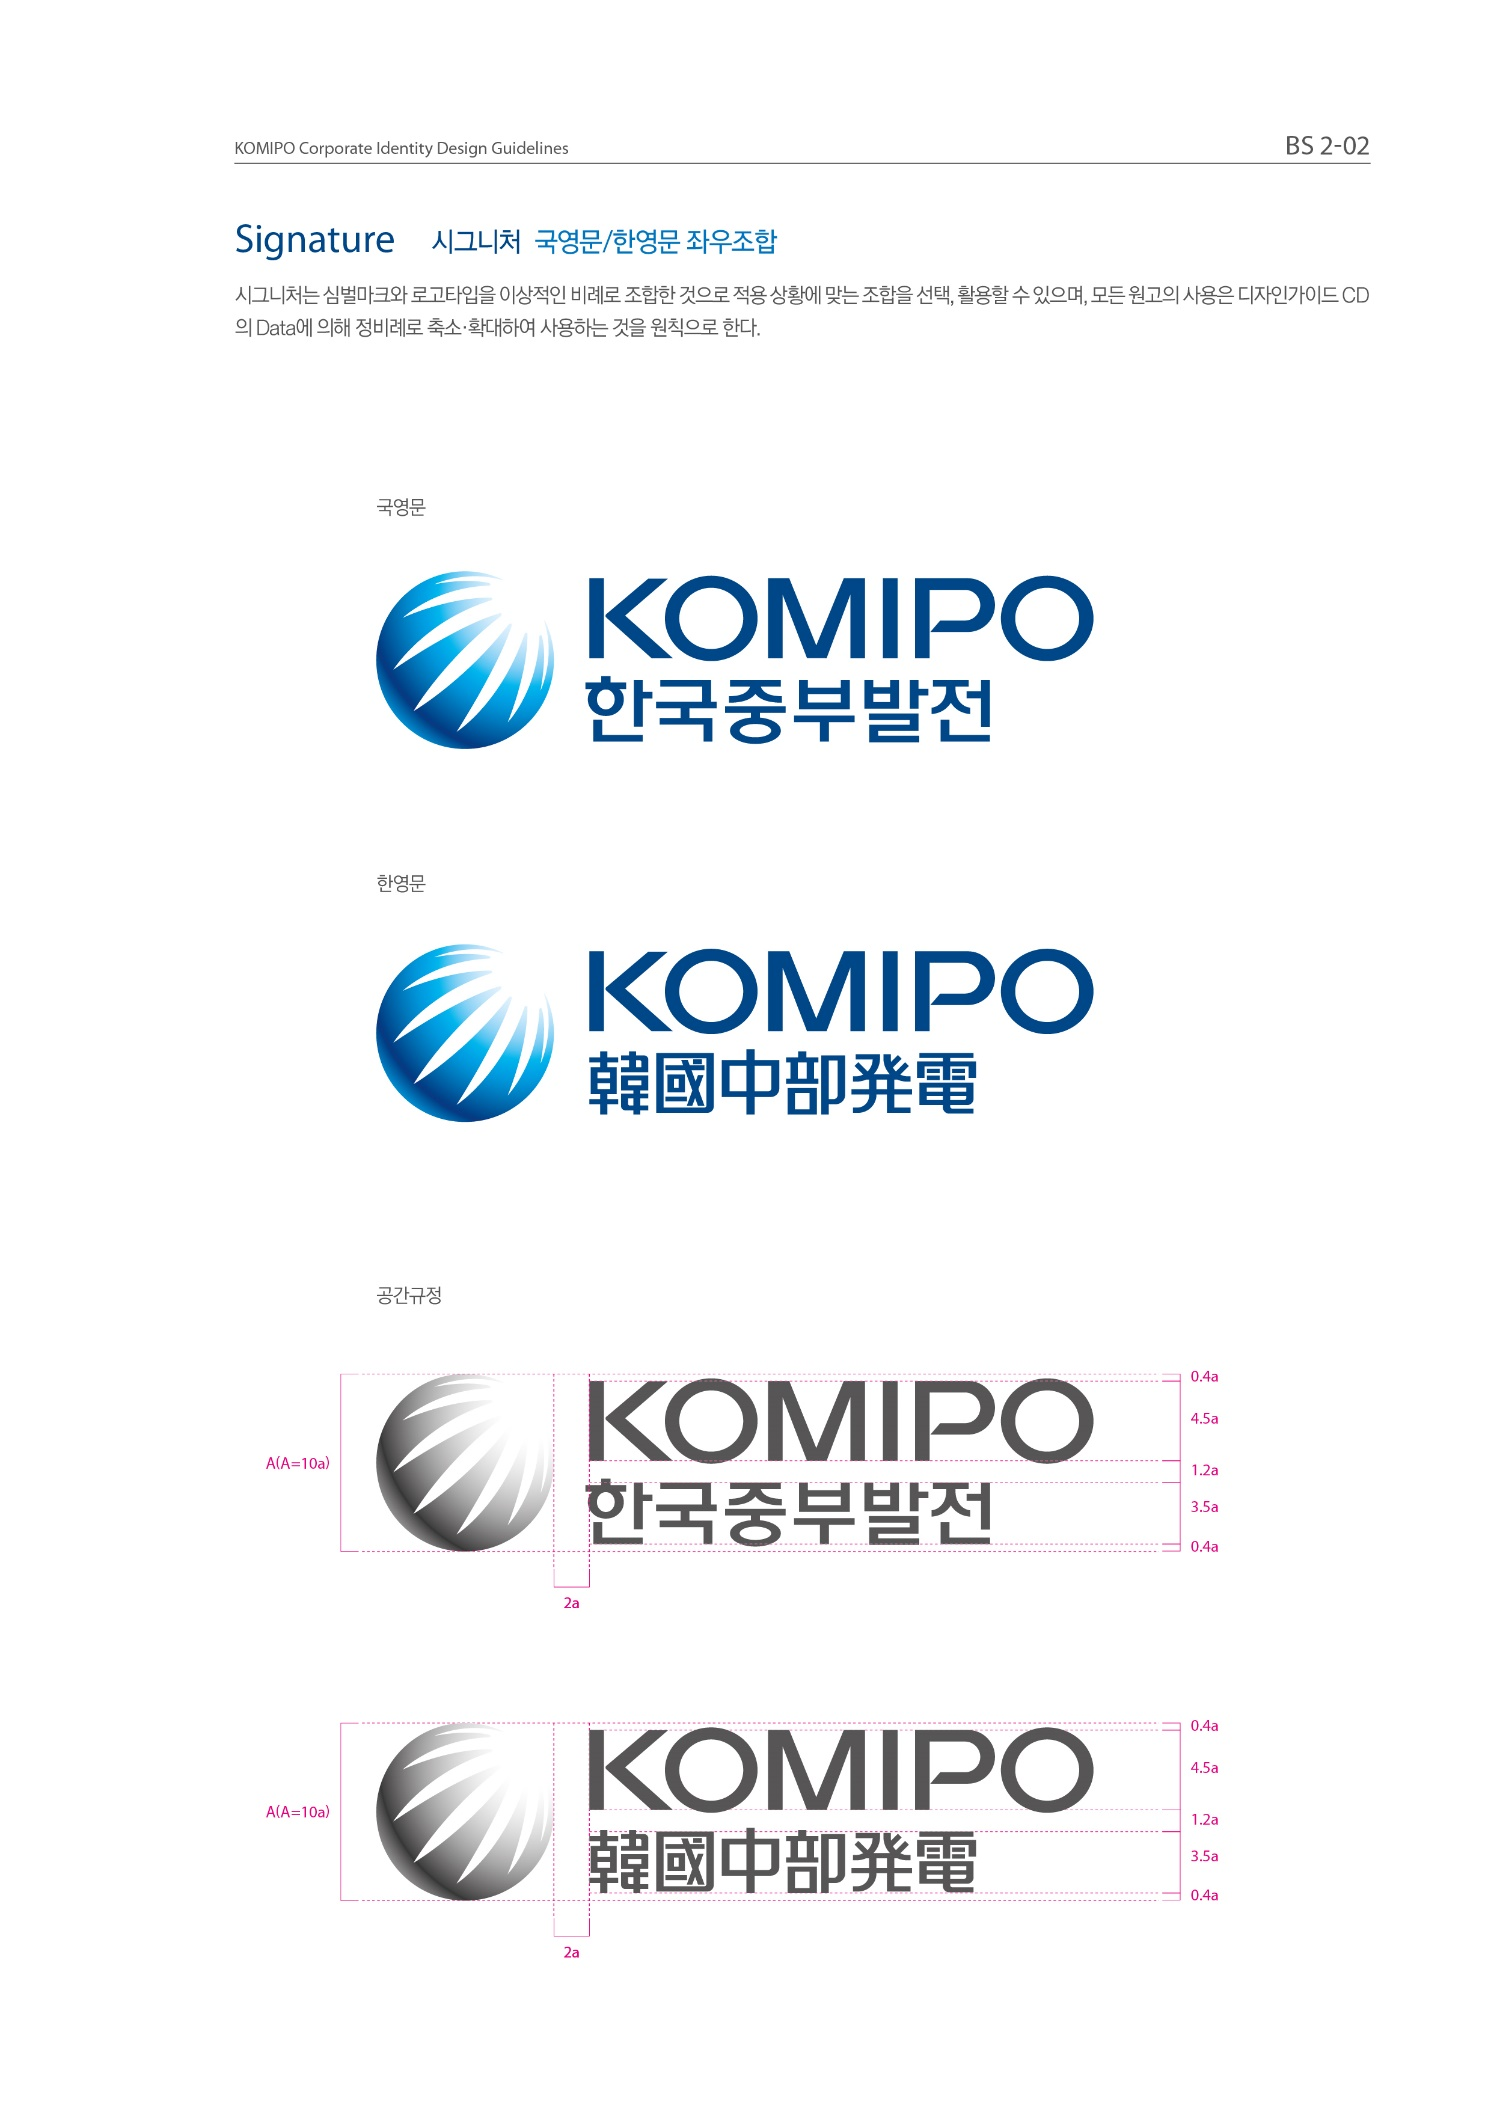 KOMIPO Corporate Identity Design Guidelines
BS 2-02
Signature 시그니처 국영문/한영문 좌우조합
시그니처는 심벌마크와 로고타입을 이상적인 비례로 조합한 것으로 적용 상황에 맞는 조합을 선택, 활용할 수 있으며, 모든 원고의 사용은 디자인가이드 CD
의 Data에 의해 정비례로 축소·확대하여 사용하는 것을 원칙으로 한다.
국영문
KOMIPO
한국중부발전
한영문
KOMIPO
韓國中部発電
공간규정
A(A=10a)
KOMIPO
한국중부발전
0.4a
4.5a
1.2a
3.5a
0.4a
2a
A(A=10a)
KOMIPO
韓國中部発電
0.4a
4.5a
1.2a
3.5a
0.4a
2a